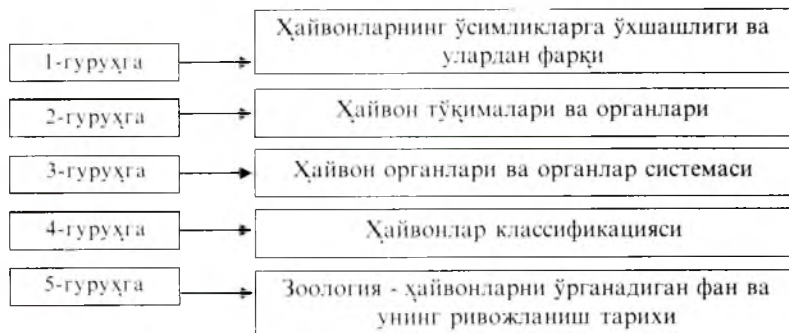 Ҳайвонларнинг ўсимликларга ўхшашлиги ва
1-гуруҳга
улардан фарқи
2-гуруҳга
Ҳайвон тўқималари ва органлари
3-гуруҳга
Ҳайвон органлари ва органлар системаси
4-гуруҳга
Ҳайвонлар классификацияси
5-гуруҳга
Зоология - ҳайвонларни ўрганадиган фан ва
унинг ривожланиш тарихи